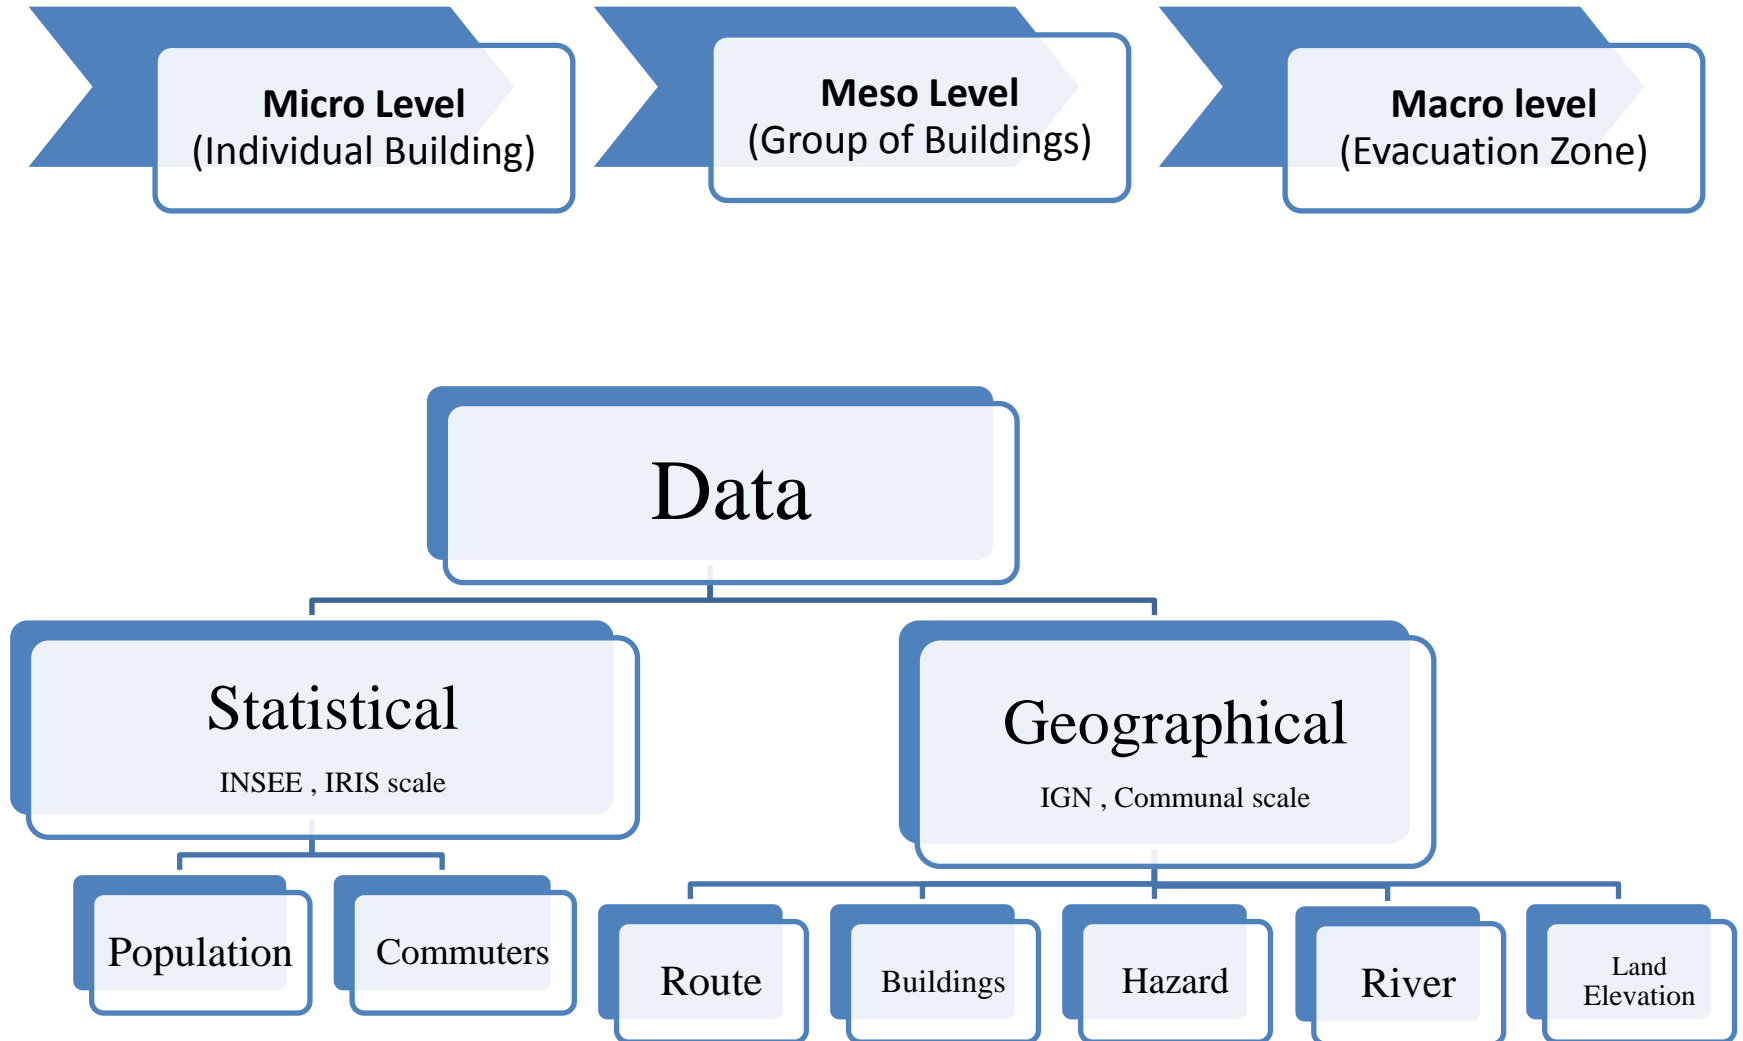 Micro Level
(Individual Building)
Meso Level
(Group of Buildings)
Macro level
(Evacuation Zone)
Data
Statistical
INSEE , IRIS scale
Geographical
IGN , Communal scale
Population
Commuters
Route
Buildings
Hazard
River
Land
Elevation